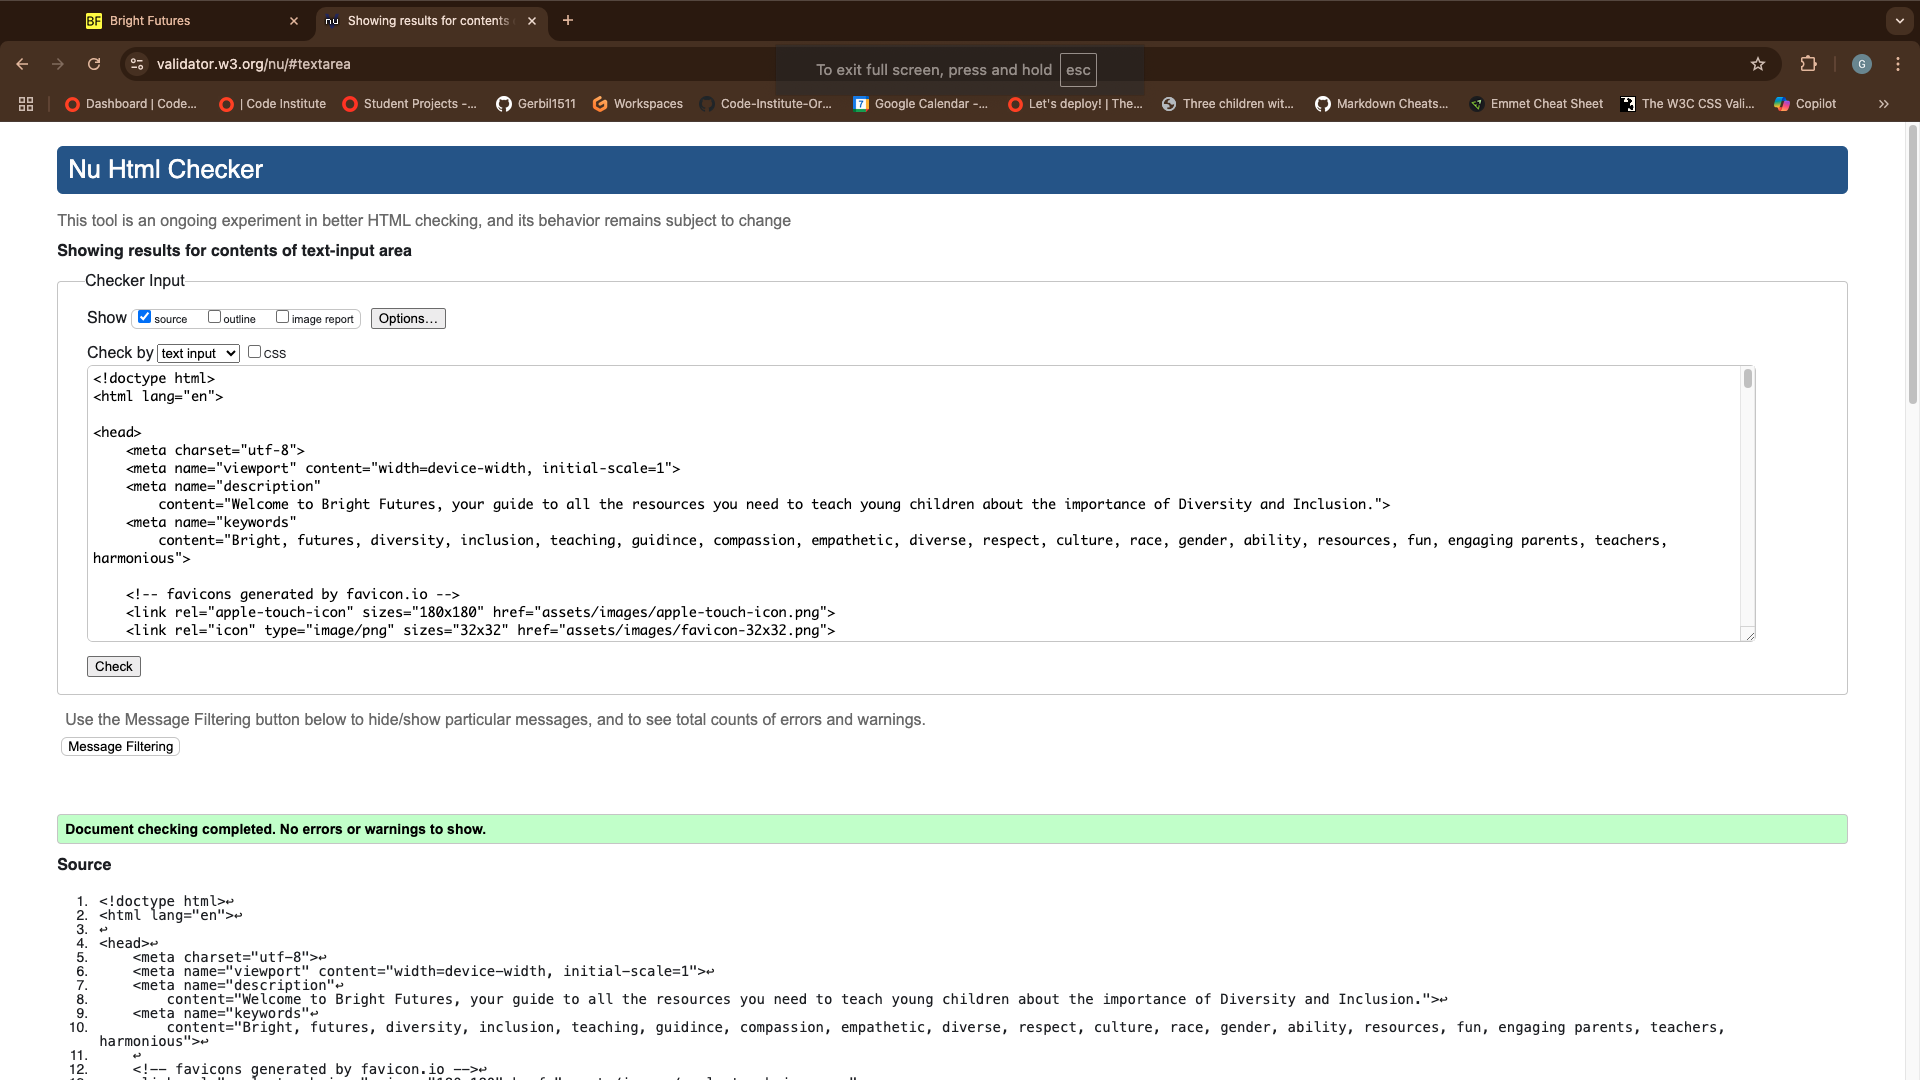 BF Bright Futures
nu Showing results for contents
validator.w3.org/nu/#textarea
To exit full screen, press and hold esc
G
Dashboard | Code...
| Code Institute
Student Projects -...
Gerbil1511
Workspaces
Code-Institute-Or...
7 Google Calendar -...
Let's deploy! | The...
Three children wit...
Markdown Cheats...
Emmet Cheat Sheet
The W3C CSS Vali...
Copilot
»
Nu Html Checker
This tool is an ongoing experiment in better HTML checking, and its behavior remains subject to change
Showing results for contents of text-input area
Checker Input
Show source outline image report Options...
Check by text input css
<!doctype html>
<html lang="en">
<head>
<meta charset="utf-8">
<meta name="viewport" content="width=device-width, initial-scale=1">
<meta name="description"
content="Welcome to Bright Futures, your guide to all the resources you need to teach young children about the importance of Diversity and Inclusion.">
<meta name="keywords"
content="Bright, futures, diversity, inclusion, teaching, guidince, compassion, empathetic, diverse, respect, culture, race, gender, ability, resources, fun, engaging parents, teachers,
harmonious">
<!-- favicons generated by favicon.io -->
<link rel="apple-touch-icon" sizes="180x180" href="assets/images/apple-touch-icon.png">
<link rel="icon" type="image/png" sizes="32x32" href="assets/images/favicon-32x32.png">
Check
Use the Message Filtering button below to hide/show particular messages, and to see total counts of errors and warnings.
Message Filtering
Document checking completed. No errors or warnings to show.
Source
1. <!doctype html>↩
2. <html lang="en">↩
3. ↩
4. <head>↩
5. <meta charset="utf-8">↩
6. <meta name="viewport" content="width=device-width, initial-scale=1">↩
7. <meta name="description"↩
8. content="Welcome to Bright Futures, your guide to all the resources you need to teach young children about the importance of Diversity and Inclusion.">↩
9. <meta name="keywords"↩
10. content="Bright, futures, diversity, inclusion, teaching, guidince, compassion, empathetic, diverse, respect, culture, race, gender, ability, resources, fun, engaging parents, teachers,
harmonious">↩
11. ↩
12. <!-- favicons generated by favicon.io -->↩